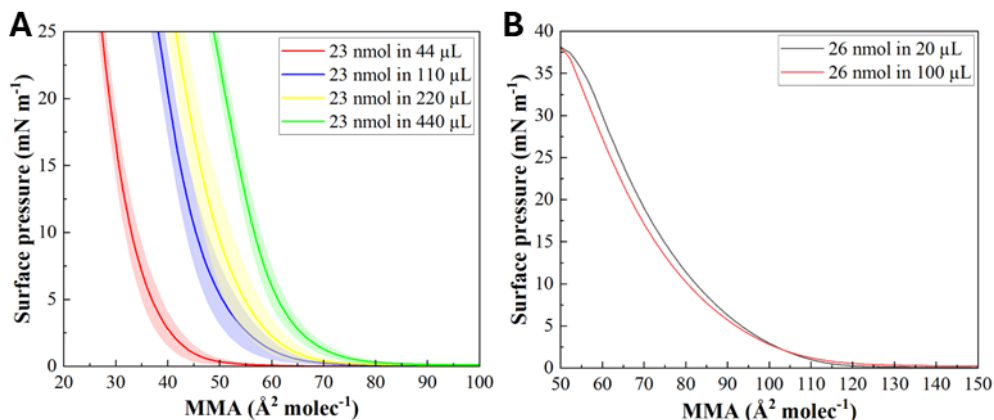 A
25
20
15
10
5
0
Surface pressure (mN m⁻¹)
23 nmol in 44 µL
23 nmol in 110 µL
23 nmol in 220 µL
23 nmol in 440 µL
20 30 40 50 60 70 80 90 100
MMA (Å² molec⁻¹)
B
40
35
30
25
20
15
10
5
0
Surface pressure (mN m⁻¹)
26 nmol in 20 µL
26 nmol in 100 µL
50 60 70 80 90 100 110 120 130 140 150
MMA (Å² molec⁻¹)